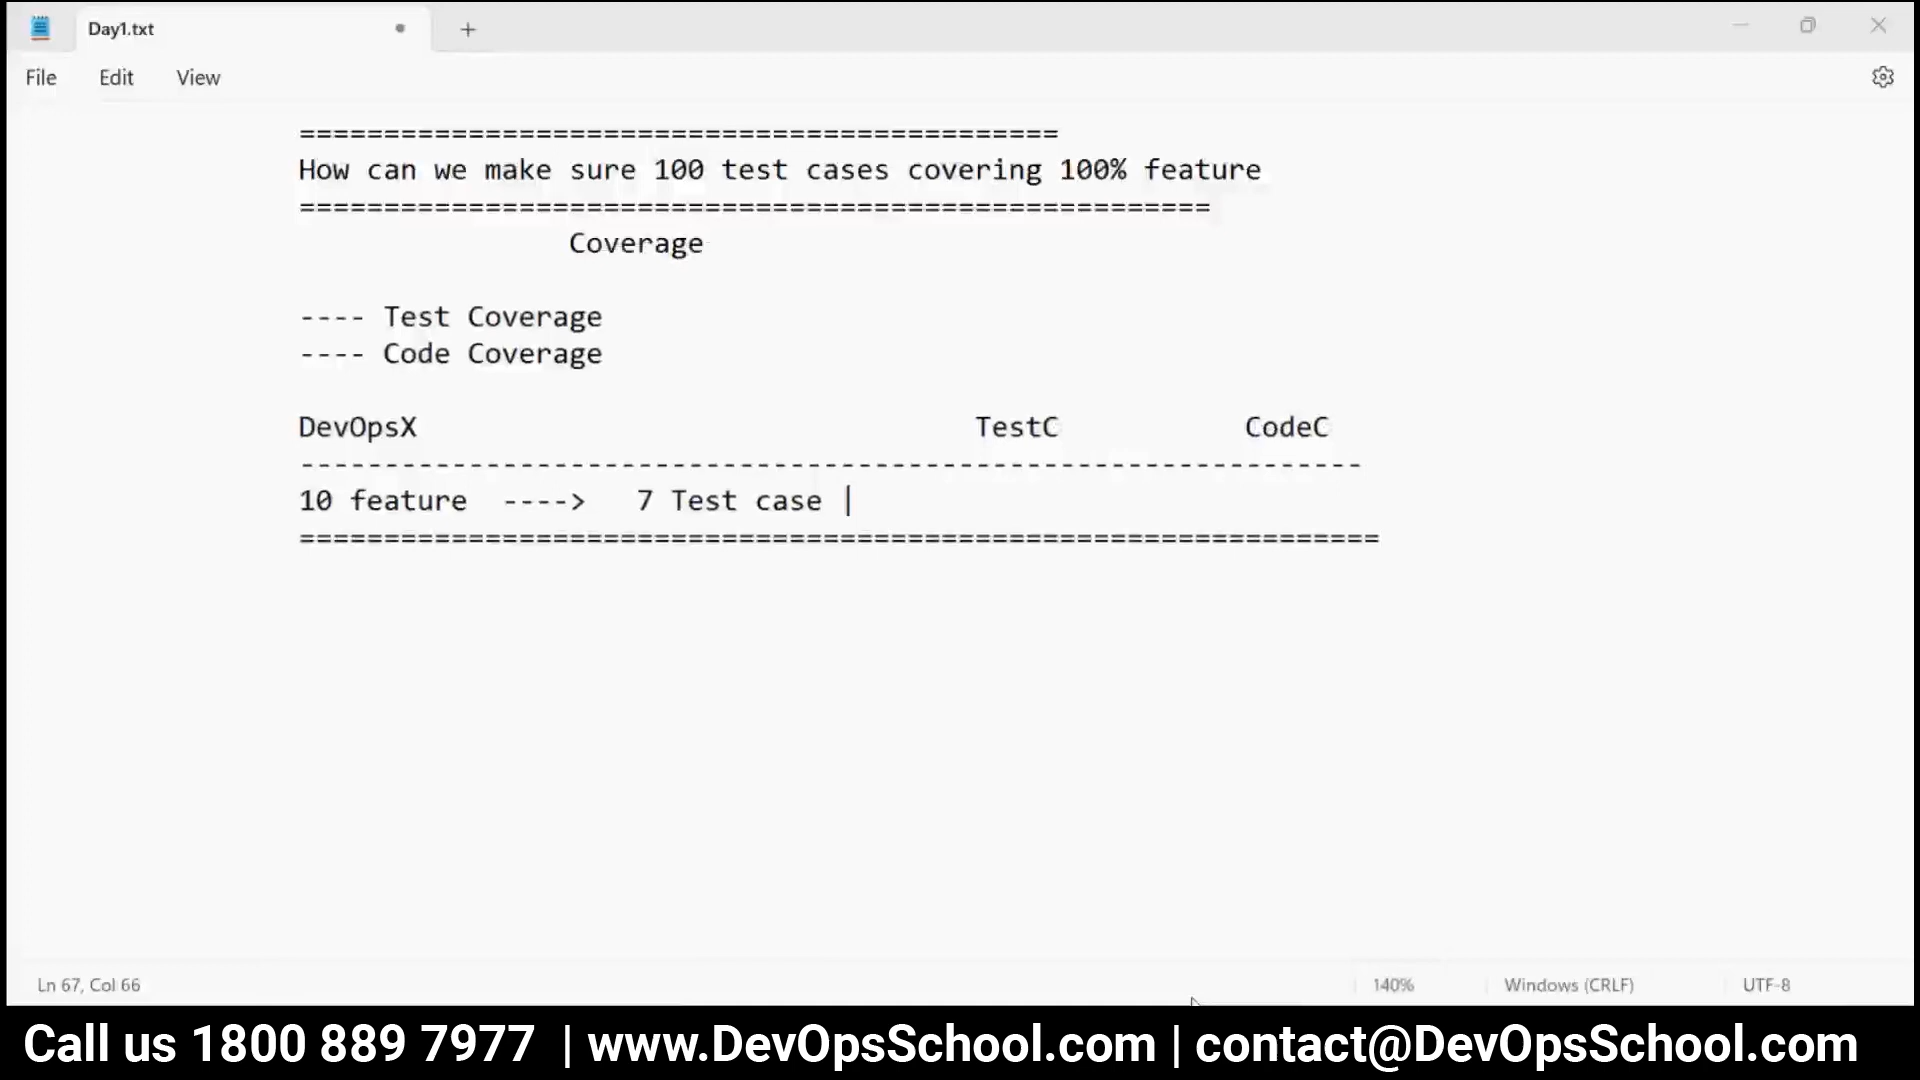 Day1.txt
File Edit View
=============================================
How can we make sure 100 test cases covering 100% feature
======================================================
Coverage
---- Test Coverage
---- Code Coverage
DevOpsX TestC CodeC
---------------------------------------------------------------
10 feature ----> 7 Test case
================================================================
Ln 67, Col 66 140% Windows (CRLF) UTF-8
Call us 1800 889 7977 | www.DevOpsSchool.com | contact@DevOpsSchool.com